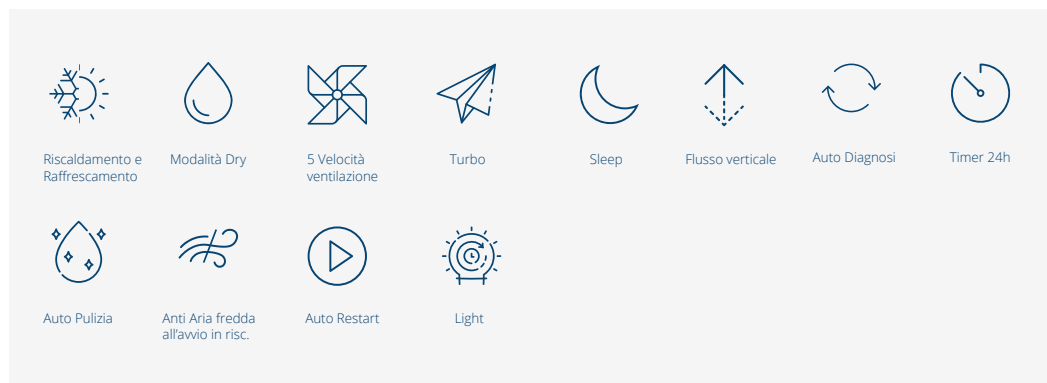 Riscaldamento e
Raffrescamento
Modalità Dry
5 Velocità
ventilazione
Turbo
Sleep
Flusso verticale
Auto Diagnosi
Timer 24h
Auto Pulizia
Anti Aria fredda
all'avvio in risc.
Auto Restart
Light